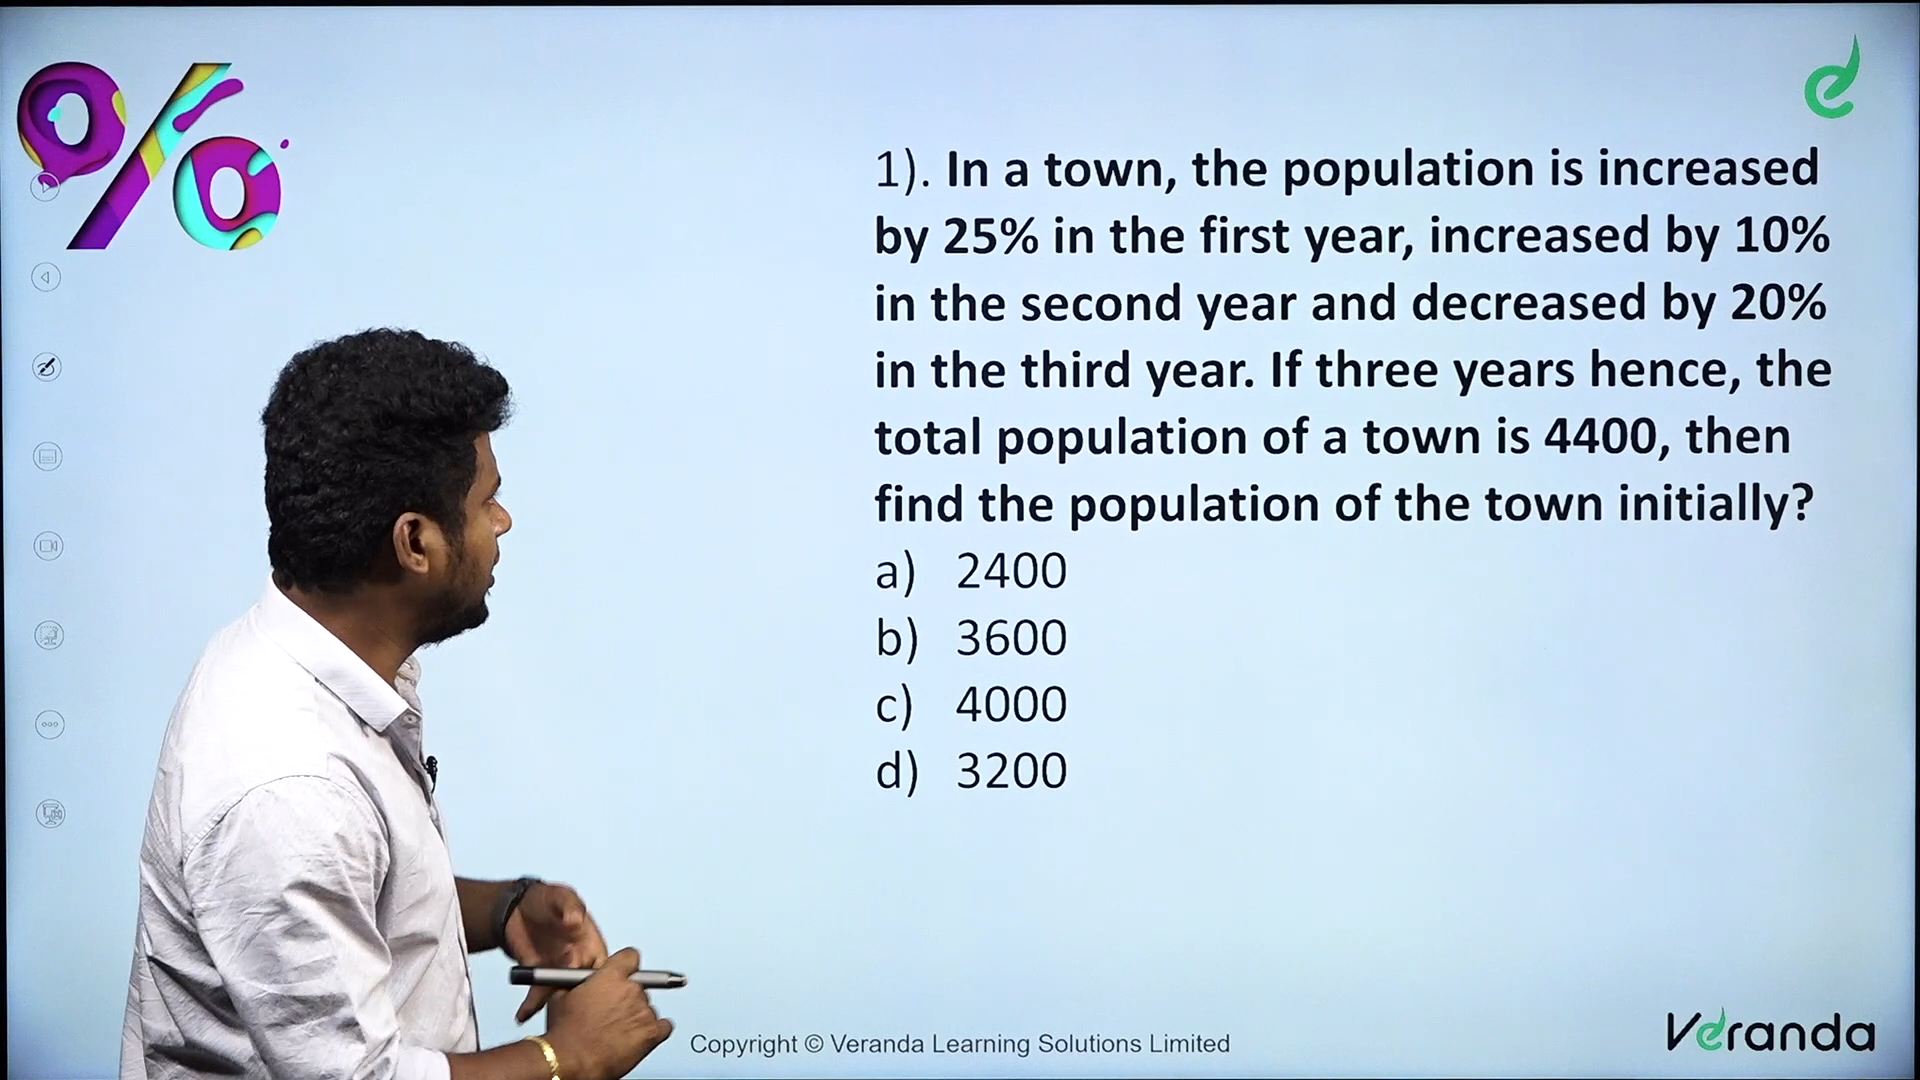 %
1). In a town, the population is increased
by 25% in the first year, increased by 10%
in the second year and decreased by 20%
in the third year. If three years hence, the
total population of a town is 4400, then
find the population of the town initially?
a) 2400
b) 3600
c) 4000
d) 3200
Copyright © Veranda Learning Solutions Limited
Veranda